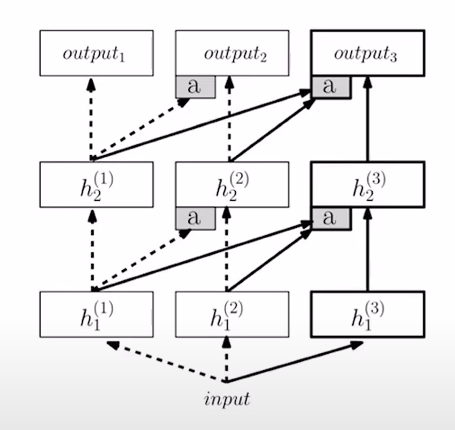 output₁ output₂ output₃
a a
h₂⁽¹⁾ h₂⁽²⁾ h₂⁽³⁾
a a
h₁⁽¹⁾ h₁⁽²⁾ h₁⁽³⁾
input